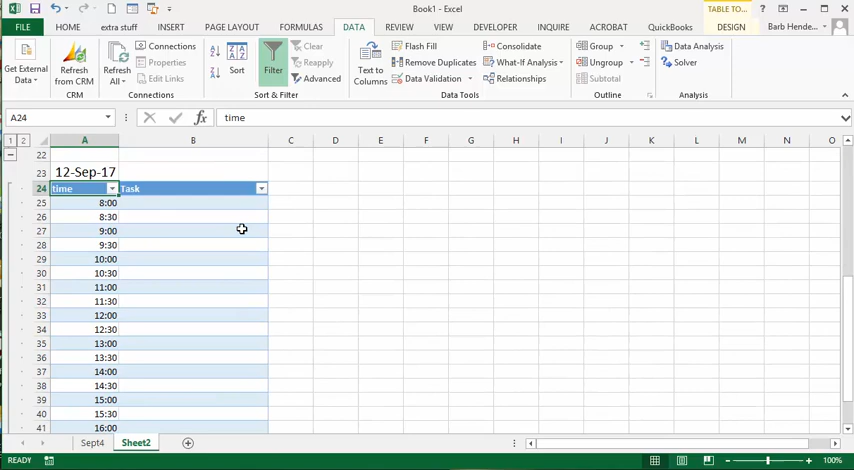 Book1 - Excel
TABLE TO...
?
FILE HOME extra stuff INSERT PAGE LAYOUT FORMULAS DATA REVIEW VIEW DEVELOPER INQUIRE ACROBAT QuickBooks DESIGN Barb Hende...
Get External Data
Refresh from CRM
CRM
Refresh All
Connections
Properties
Edit Links
Connections
Sort
Filter
Clear
Reapply
Advanced
Sort & Filter
Text to Columns
Flash Fill
Remove Duplicates
Data Validation
Consolidate
What-If Analysis
Relationships
Data Tools
Group
Ungroup
Subtotal
Outline
Data Analysis
Solver
Analysis
A24 fx time
1 2 A B C D E F G H I J K L M N O
22
23 12-Sep-17
24 time Task
25 8:00
26 8:30
27 9:00
28 9:30
29 10:00
30 10:30
31 11:00
32 11:30
33 12:00
34 12:30
35 13:00
36 13:30
37 14:00
38 14:30
39 15:00
40 15:30
41 16:00
Sept4 Sheet2
READY 100%